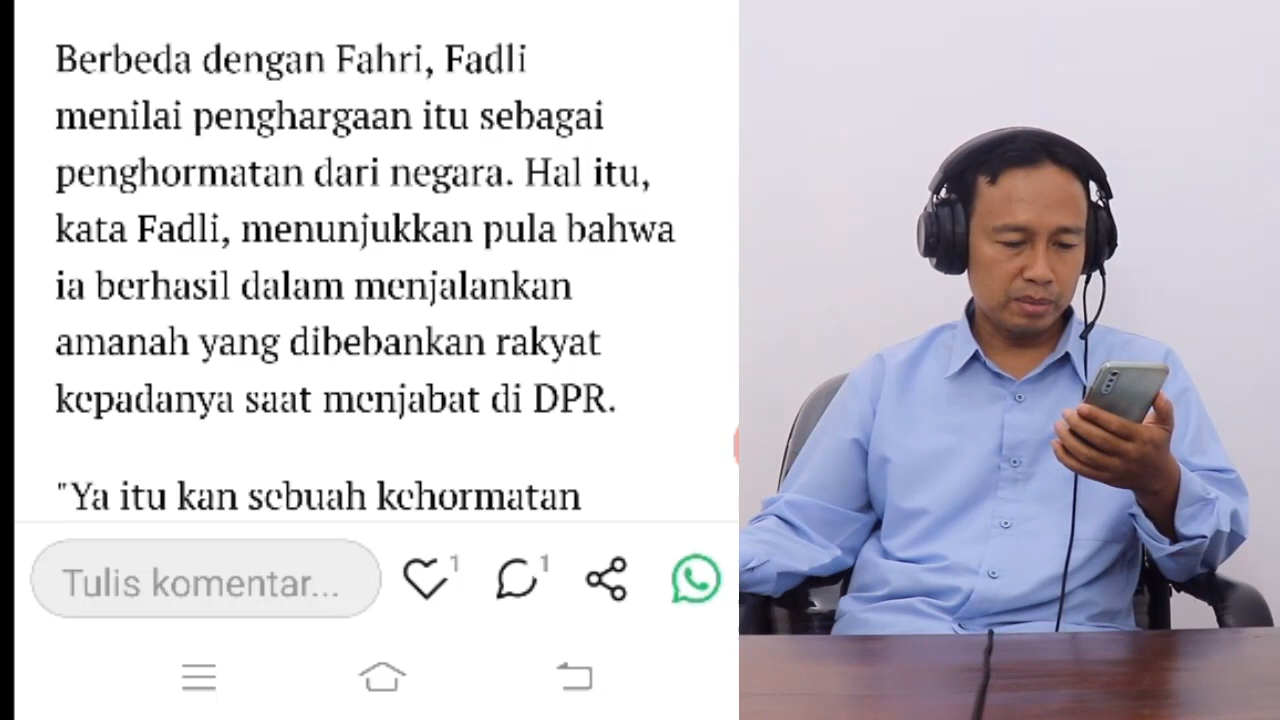 Berbeda dengan Fahri, Fadli
menilai penghargaan itu sebagai
penghormatan dari negara. Hal itu,
kata Fadli, menunjukkan pula bahwa
ia berhasil dalam menjalankan
amanah yang dibebankan rakyat
kepadanya saat menjabat di DPR.
"Ya itu kan sebuah kehormatan
Tulis komentar... 1 1